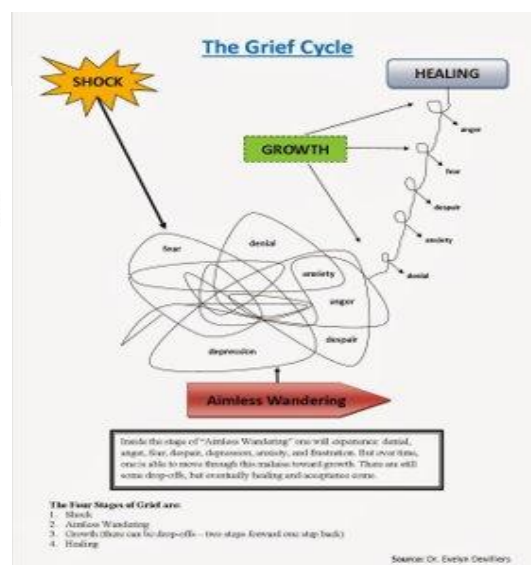 The Grief Cycle
SHOCK
HEALING
anger
GROWTH
fear
despair
anxiety
denial
fear
denial
anxiety
anger
despair
depression
Aimless Wandering
Inside the stage of "Aimless Wandering" one will experience: denial,
anger, fear, despair, depression, anxiety, and frustration. But over time,
one is able to move through this malaise toward growth. There are still
some drop-offs, but eventually healing and acceptance come.
The Four Stages of Grief are:
1. Shock
2. Aimless Wandering
3. Growth (there can be drop-offs – two steps forward one step back)
4. Healing
Source: Dr. Evelyn Devilliers